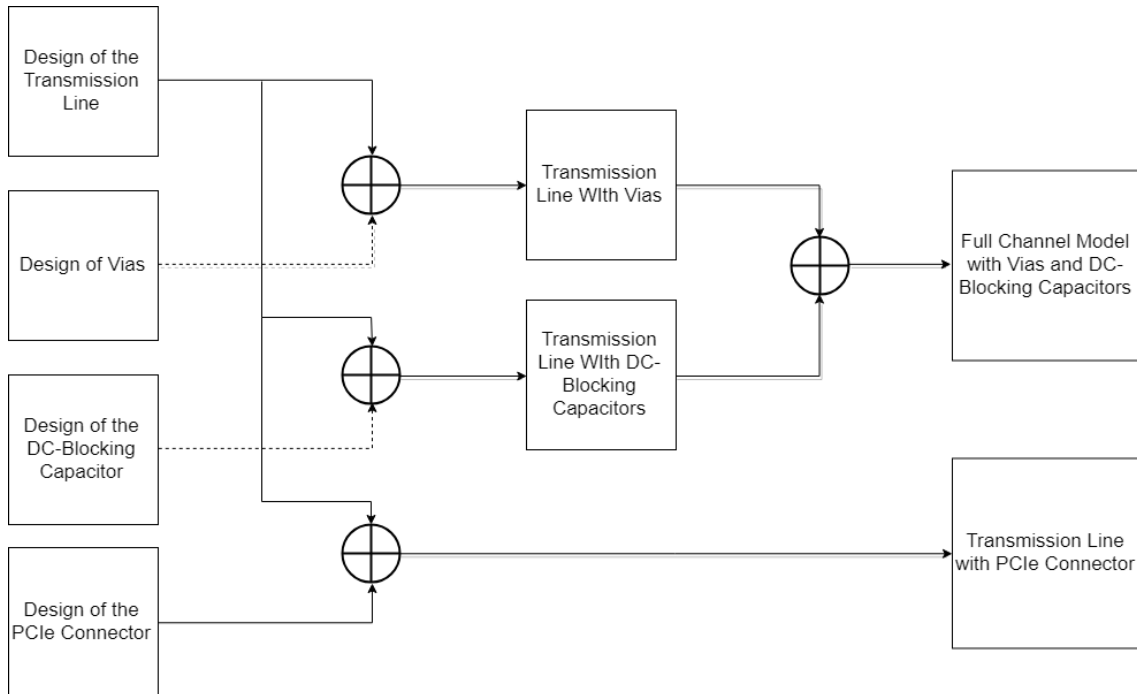 Design of the
Transmission
Line
Design of Vias
Design of the
DC-Blocking
Capacitor
Design of the
PCIe Connector
Transmission
Line WIth Vias
Transmission
Line WIth DC-
Blocking
Capacitors
Full Channel Model
with Vias and DC-
Blocking Capacitors
Transmission Line
with PCIe Connector